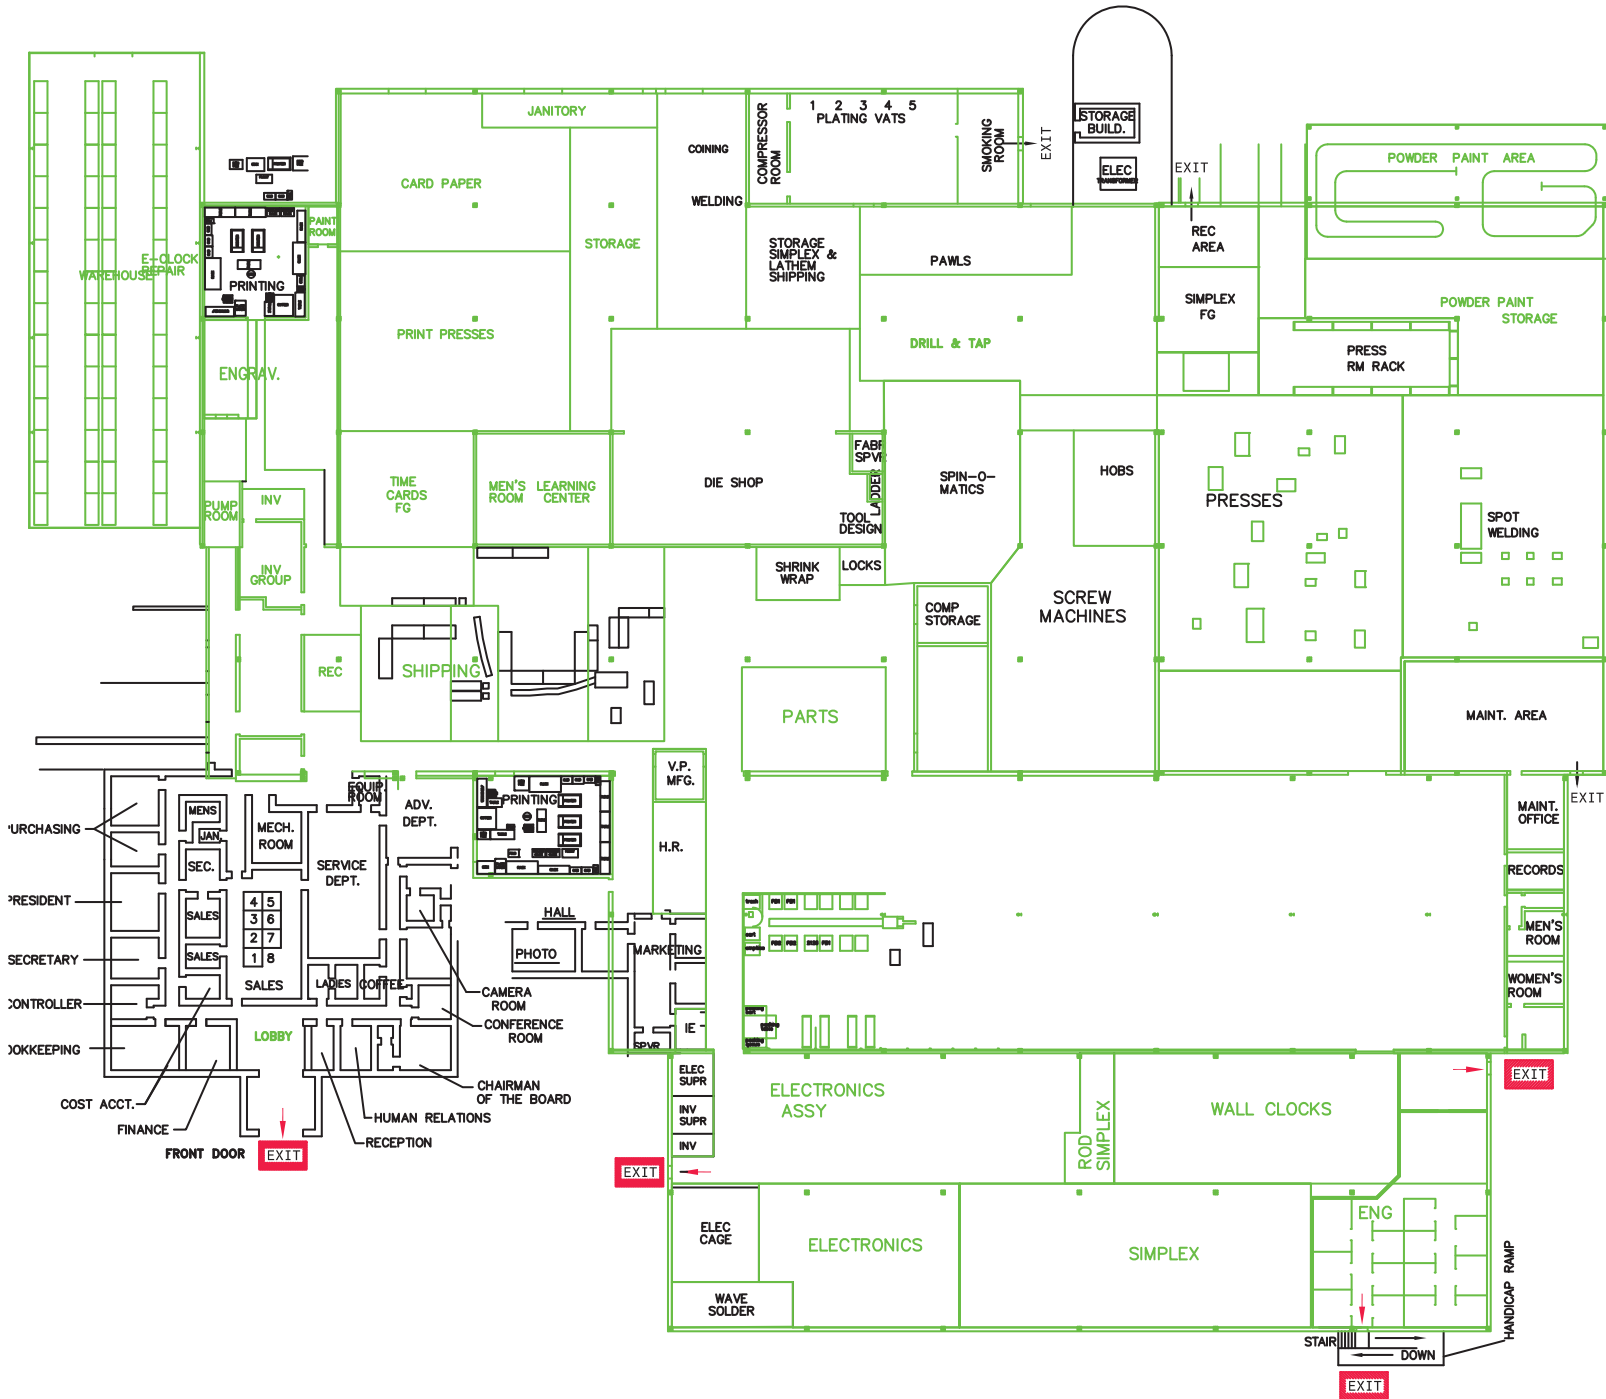 JANITORY
1 2 3 4 5
PLATING VATS
COMPRESSOR
ROOM
SMOKING
ROOM
EXIT
STORAGE
BUILD.
ELEC
TRANSFORMER
EXIT
POWDER PAINT AREA
COINING
CARD PAPER
WELDING
PAINT
ROOM
STORAGE
REC
AREA
STORAGE
SIMPLEX &
LATHEM
SHIPPING
PAWLS
E-CLOCK
REPAIR
WAREHOUSE
PRINTING
SIMPLEX
FG
POWDER PAINT
STORAGE
PRINT PRESSES
DRILL & TAP
PRESS
RM RACK
ENGRAV.
FABR
SPVR
LADDER
TIME
CARDS
FG
MEN'S
ROOM
LEARNING
CENTER
DIE SHOP
SPIN-O-
MATICS
HOBS
PRESSES
INV
PUMP
ROOM
TOOL
DESIGN
SPOT
WELDING
INV
GROUP
SHRINK
WRAP
LOCKS
SCREW
MACHINES
COMP
STORAGE
REC
SHIPPING
PARTS
MAINT. AREA
V.P.
MFG.
EQUIP.
ROOM
ADV.
DEPT.
PRINTING
EXIT
MAINT.
OFFICE
MENS
JAN.
MECH.
ROOM
URCHASING
H.R.
SEC.
SERVICE
DEPT.
RECORDS
RESIDENT
4 5
3 6
2 7
1 8
SALES
HALL
MEN'S
ROOM
SALES
PHOTO
MARKETING
SECRETARY
SALES
LADIES
COFFEE
WOMEN'S
ROOM
CAMERA
ROOM
ONTROLLER
CONFERENCE
ROOM
IE
LOBBY
OOKKEEPING
SPVR
ELEC
SUPR
EXIT
CHAIRMAN
OF THE BOARD
ELECTRONICS
ASSY
WALL CLOCKS
COST ACCT.
INV
SUPR
HUMAN RELATIONS
ROD
SIMPLEX
FINANCE
RECEPTION
INV
FRONT DOOR
EXIT
EXIT
ELEC
CAGE
ELECTRONICS
SIMPLEX
ENG
WAVE
SOLDER
HANDICAP RAMP
STAIR
DOWN
EXIT